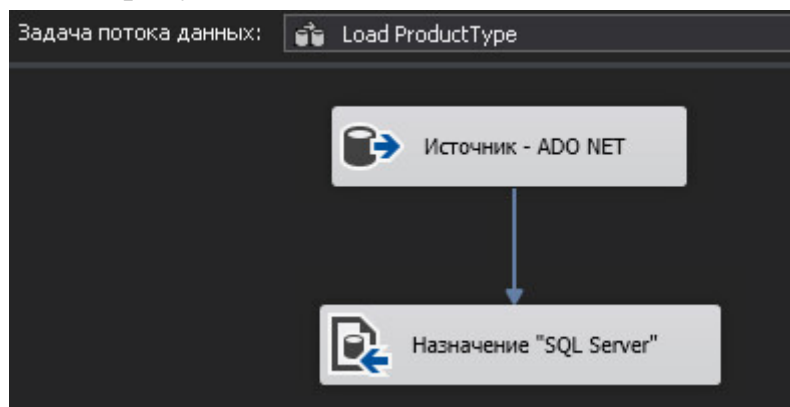 Задача потока данных: Load ProductType
Источник - ADO NET
Назначение "SQL Server"